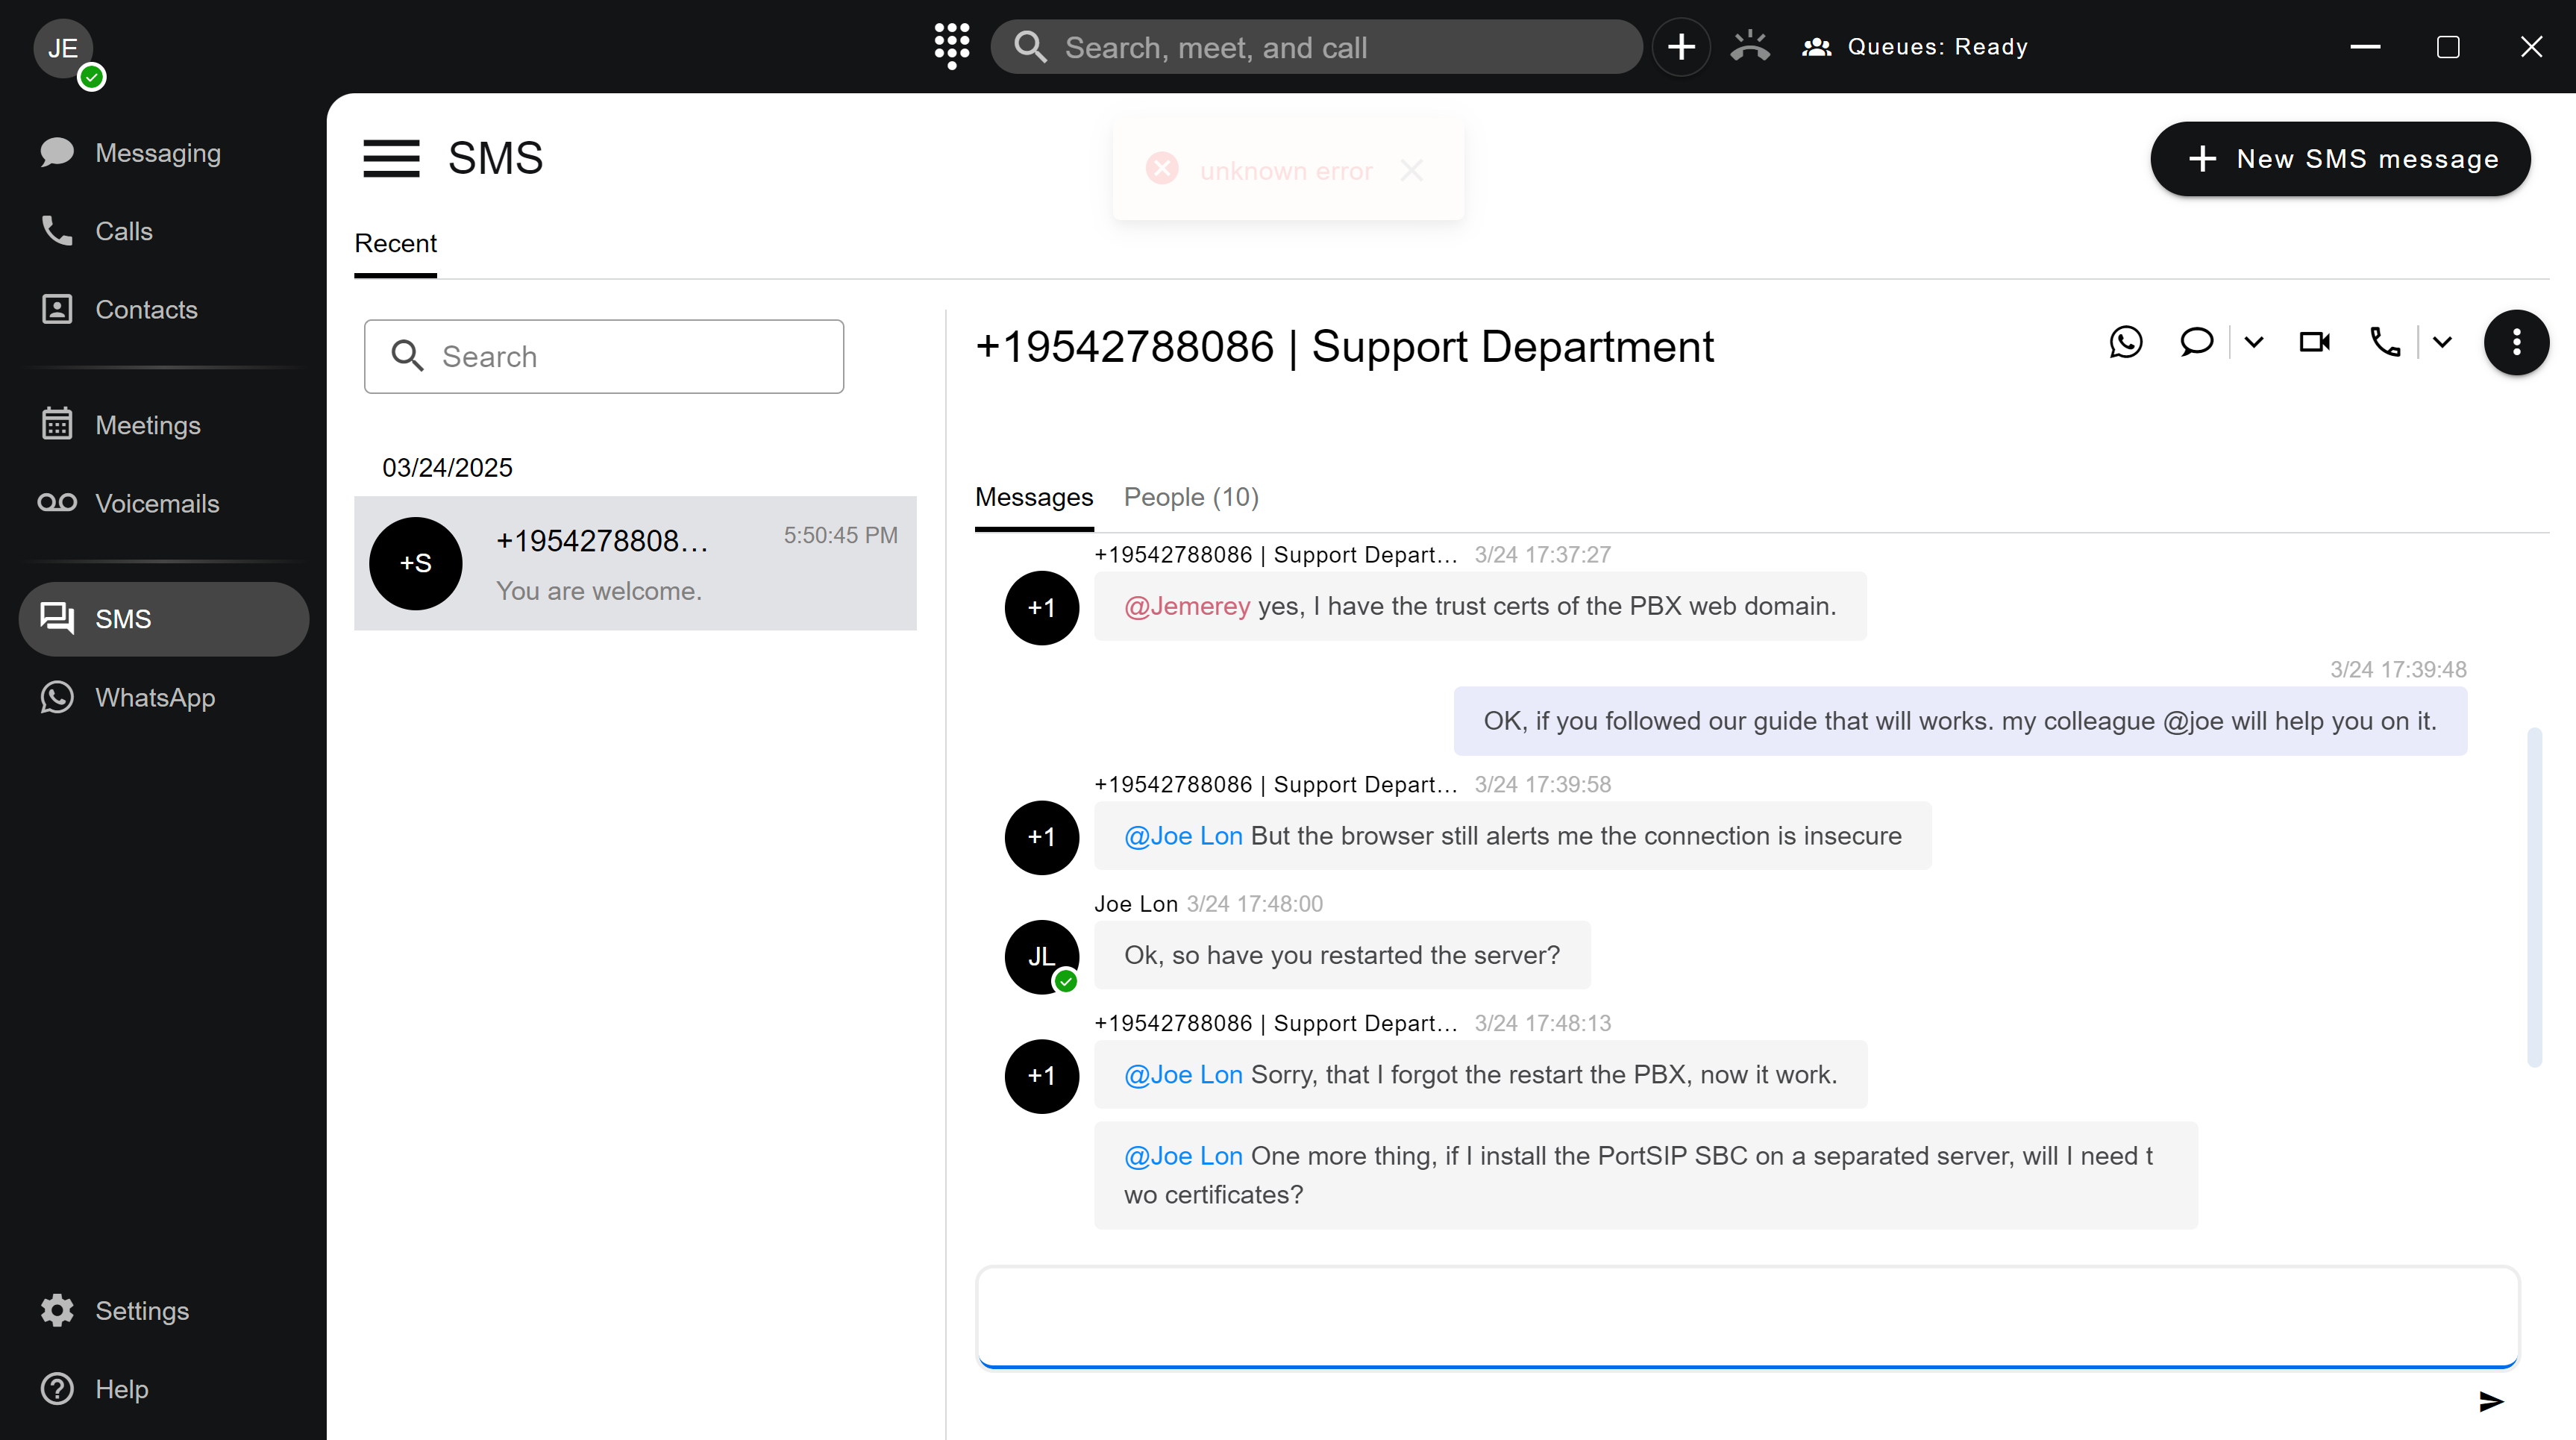 JE
Search, meet, and call
Queues: Ready
Messaging
Calls
Contacts
Meetings
Voicemails
SMS
WhatsApp
Settings
Help
SMS
unknown error
New SMS message
Recent
Search
03/24/2025
+S
+1954278808...
5:50:45 PM
You are welcome.
+19542788086 | Support Department
Messages
People (10)
+19542788086 | Support Depart... 3/24 17:37:27
+1
@Jemerey yes, I have the trust certs of the PBX web domain.
3/24 17:39:48
OK, if you followed our guide that will works. my colleague @joe will help you on it.
+19542788086 | Support Depart... 3/24 17:39:58
+1
@Joe Lon But the browser still alerts me the connection is insecure
Joe Lon 3/24 17:48:00
JL
Ok, so have you restarted the server?
+19542788086 | Support Depart... 3/24 17:48:13
+1
@Joe Lon Sorry, that I forgot the restart the PBX, now it work.
@Joe Lon One more thing, if I install the PortSIP SBC on a separated server, will I need t
wo certificates?